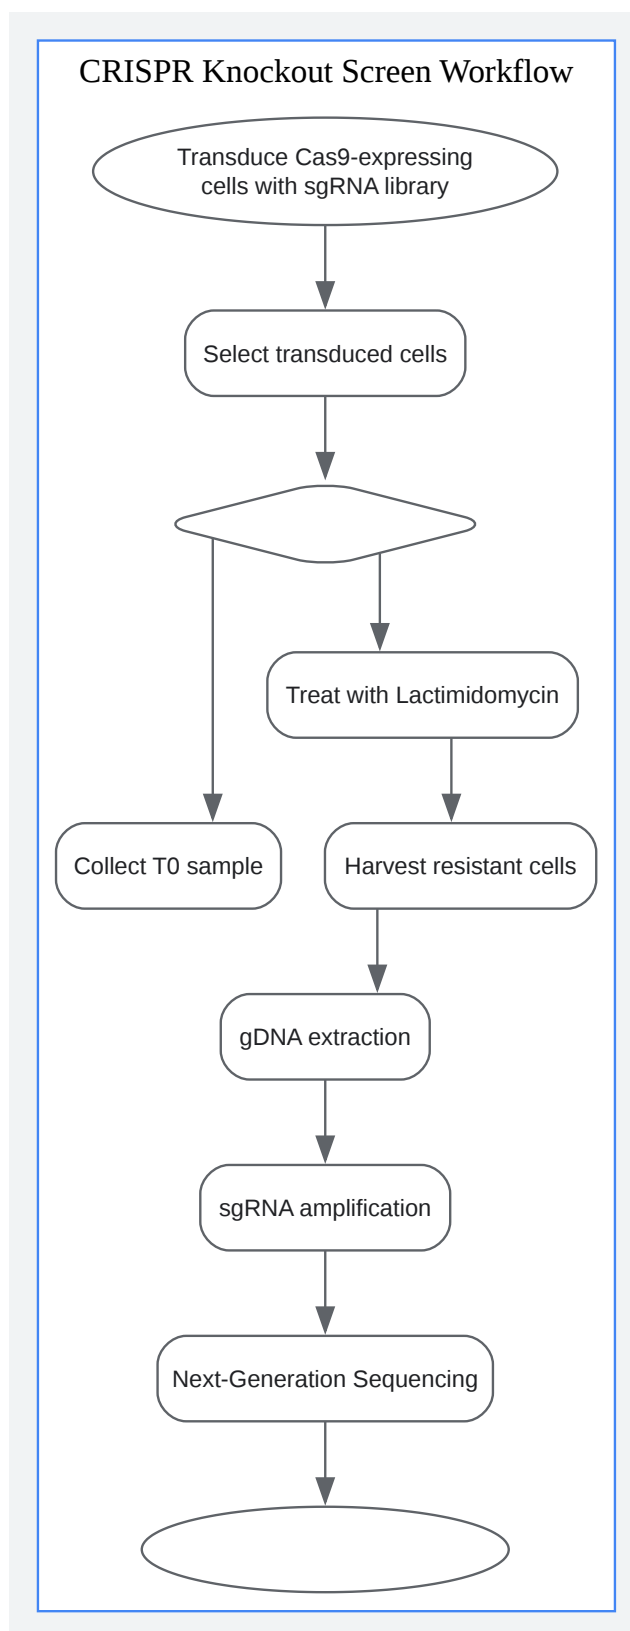 CRISPR Knockout Screen Workflow
Transduce Cas9-expressing
cells with sgRNA library
Select transduced cells
Treat with Lactimidomycin
Collect T0 sample
Harvest resistant cells
gDNA extraction
sgRNA amplification
Next-Generation Sequencing